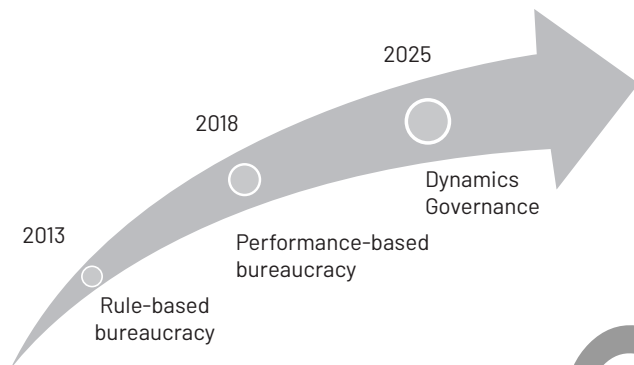 2013
Rule-based
bureaucracy
2018
Performance-based
bureaucracy
2025
Dynamics
Governance